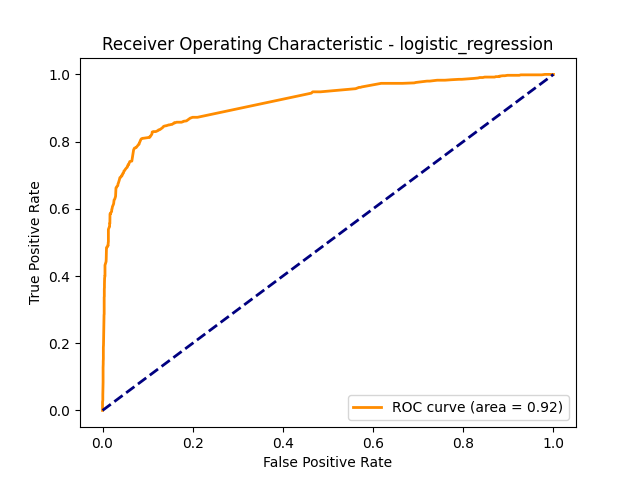 Receiver Operating Characteristic - logistic_regression
True Positive Rate
1.0
0.8
0.6
0.4
0.2
0.0
ROC curve (area = 0.92)
0.0 0.2 0.4 0.6 0.8 1.0
False Positive Rate